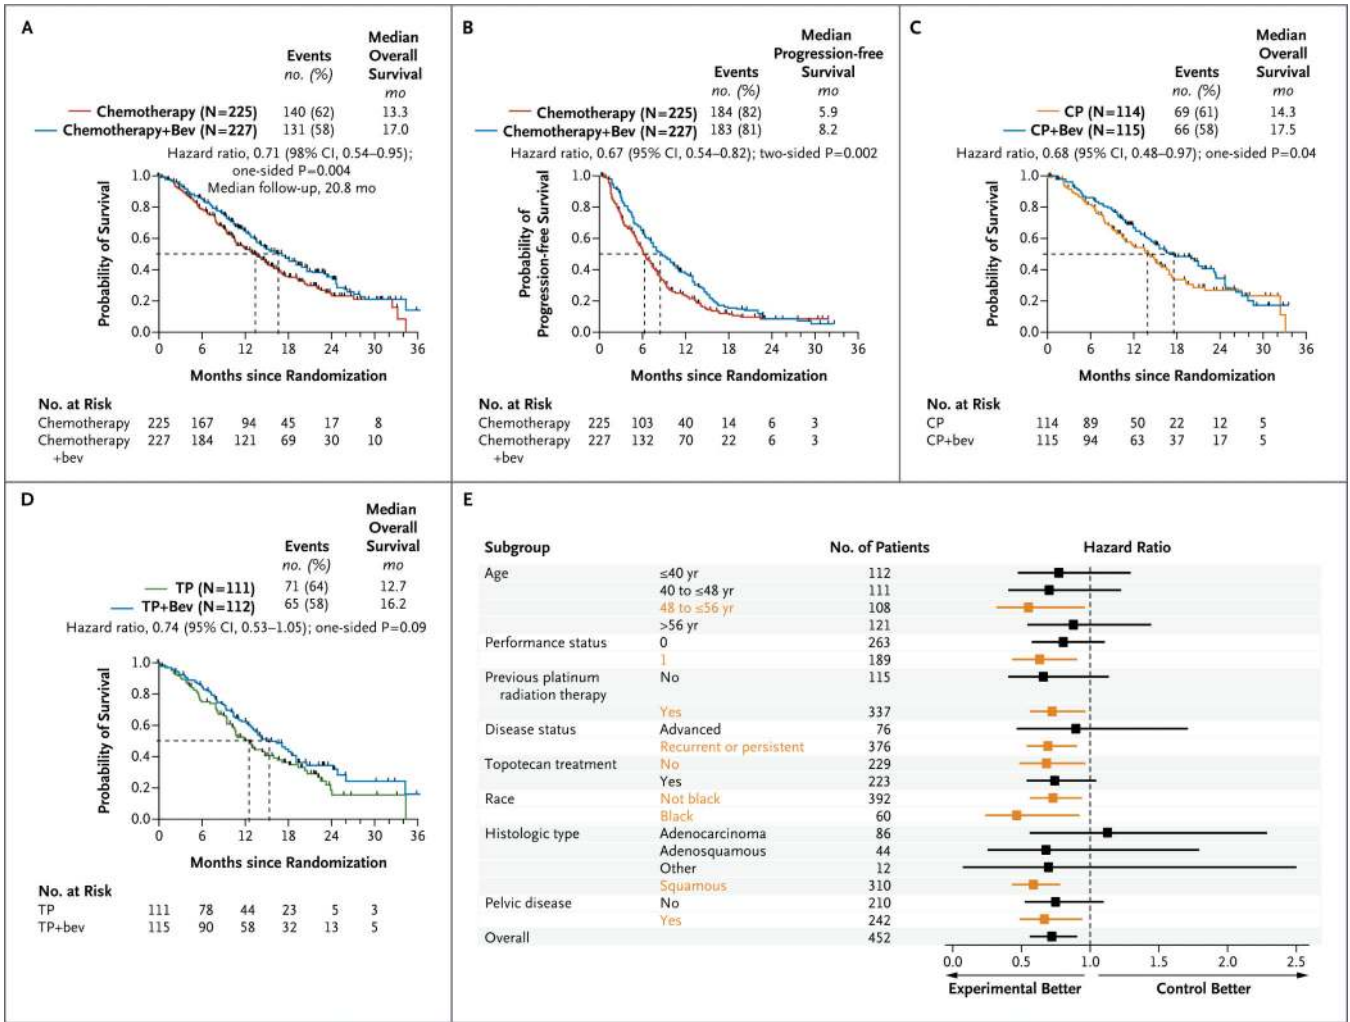 A
Median
Overall
Survival
Events
no. (%)
mo
Chemotherapy (N=225) 140 (62) 13.3
Chemotherapy+Bev (N=227) 131 (58) 17.0
Hazard ratio, 0.71 (98% CI, 0.54–0.95);
one-sided P=0.004
Median follow-up, 20.8 mo
Probability of Survival
1.0
0.8
0.6
0.4
0.2
0.0
0 6 12 18 24 30 36
Months since Randomization
No. at Risk
Chemotherapy 225 167 94 45 17 8
Chemotherapy 227 184 121 69 30 10
+bev
B
Median
Progression-free
Survival
Events
no. (%)
mo
Chemotherapy (N=225) 184 (82) 5.9
Chemotherapy+Bev (N=227) 183 (81) 8.2
Hazard ratio, 0.67 (95% CI, 0.54–0.82); two-sided P=0.002
Probability of
Progression-free Survival
1.0
0.8
0.6
0.4
0.2
0.0
0 6 12 18 24 30 36
Months since Randomization
No. at Risk
Chemotherapy 225 103 40 14 6 3
Chemotherapy 227 132 70 22 6 3
+bev
C
Median
Overall
Survival
Events
no. (%)
mo
CP (N=114) 69 (61) 14.3
CP+Bev (N=115) 66 (58) 17.5
Hazard ratio, 0.68 (95% CI, 0.48–0.97); one-sided P=0.04
Probability of Survival
1.0
0.8
0.6
0.4
0.2
0.0
0 6 12 18 24 30 36
Months since Randomization
No. at Risk
CP 114 89 50 22 12 5
CP+bev 115 94 63 37 17 5
D
Median
Overall
Survival
Events
no. (%)
mo
TP (N=111) 71 (64) 12.7
TP+Bev (N=112) 65 (58) 16.2
Hazard ratio, 0.74 (95% CI, 0.53–1.05); one-sided P=0.09
Probability of Survival
1.0
0.8
0.6
0.4
0.2
0.0
0 6 12 18 24 30 36
Months since Randomization
No. at Risk
TP 111 78 44 23 5 3
TP+bev 115 90 58 32 13 5
E
Subgroup No. of Patients Hazard Ratio
Age ≤40 yr 112
40 to ≤48 yr 111
48 to ≤56 yr 108
>56 yr 121
Performance status 0 263
1 189
Previous platinum No 115
radiation therapy
Yes 337
Disease status Advanced 76
Recurrent or persistent 376
Topotecan treatment No 229
Yes 223
Race Not black 392
Black 60
Histologic type Adenocarcinoma 86
Adenosquamous 44
Other 12
Squamous 310
Pelvic disease No 210
Yes 242
Overall 452
0.0 0.5 1.0 1.5 2.0 2.5
Experimental Better Control Better